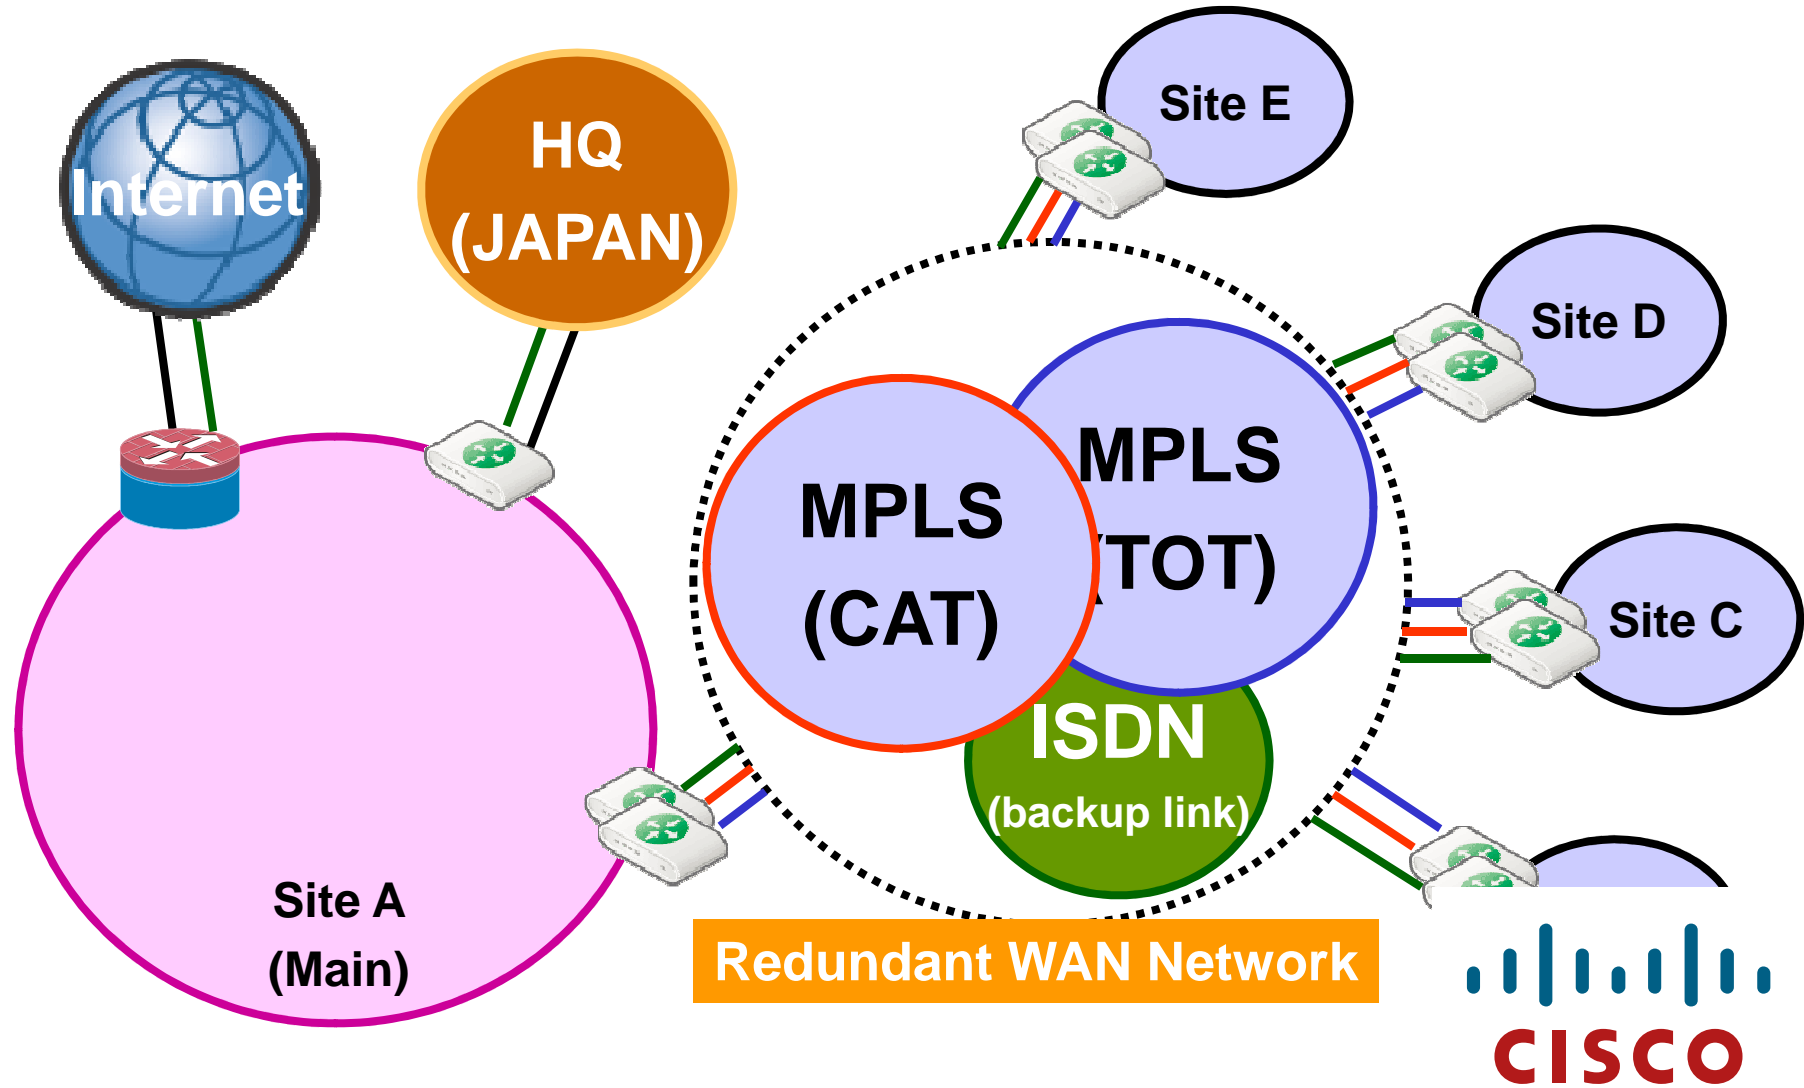 Internet
HQ
(JAPAN)
Site E
Site D
MPLS
(TOT)
MPLS
(CAT)
Site C
ISDN
(backup link)
Site A
(Main)
Redundant WAN Network
CISCO